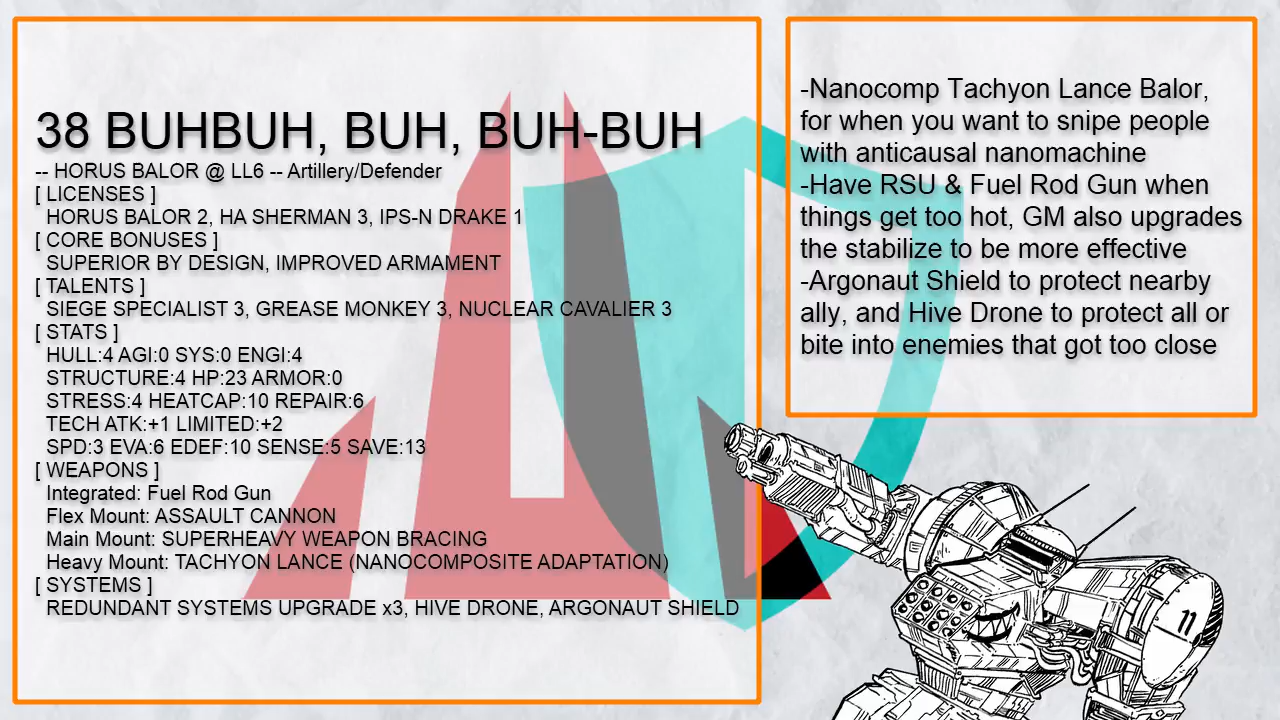 38 BUHBUH, BUH, BUH-BUH
-- HORUS BALOR @ LL6 -- Artillery/Defender
[ LICENSES ]
HORUS BALOR 2, HA SHERMAN 3, IPS-N DRAKE 1
[ CORE BONUSES ]
SUPERIOR BY DESIGN, IMPROVED ARMAMENT
[ TALENTS ]
SIEGE SPECIALIST 3, GREASE MONKEY 3, NUCLEAR CAVALIER 3
[ STATS ]
HULL:4 AGI:0 SYS:0 ENGI:4
STRUCTURE:4 HP:23 ARMOR:0
STRESS:4 HEATCAP:10 REPAIR:6
TECH ATK:+1 LIMITED:+2
SPD:3 EVA:6 EDEF:10 SENSE:5 SAVE:13
[ WEAPONS ]
Integrated: Fuel Rod Gun
Flex Mount: ASSAULT CANNON
Main Mount: SUPERHEAVY WEAPON BRACING
Heavy Mount: TACHYON LANCE (NANOCOMPOSITE ADAPTATION)
[ SYSTEMS ]
REDUNDANT SYSTEMS UPGRADE x3, HIVE DRONE, ARGONAUT SHIELD
-Nanocomp Tachyon Lance Balor,
for when you want to snipe people
with anticausal nanomachine
-Have RSU & Fuel Rod Gun when
things get too hot, GM also upgrades
the stabilize to be more effective
-Argonaut Shield to protect nearby
ally, and Hive Drone to protect all or
bite into enemies that got too close
11